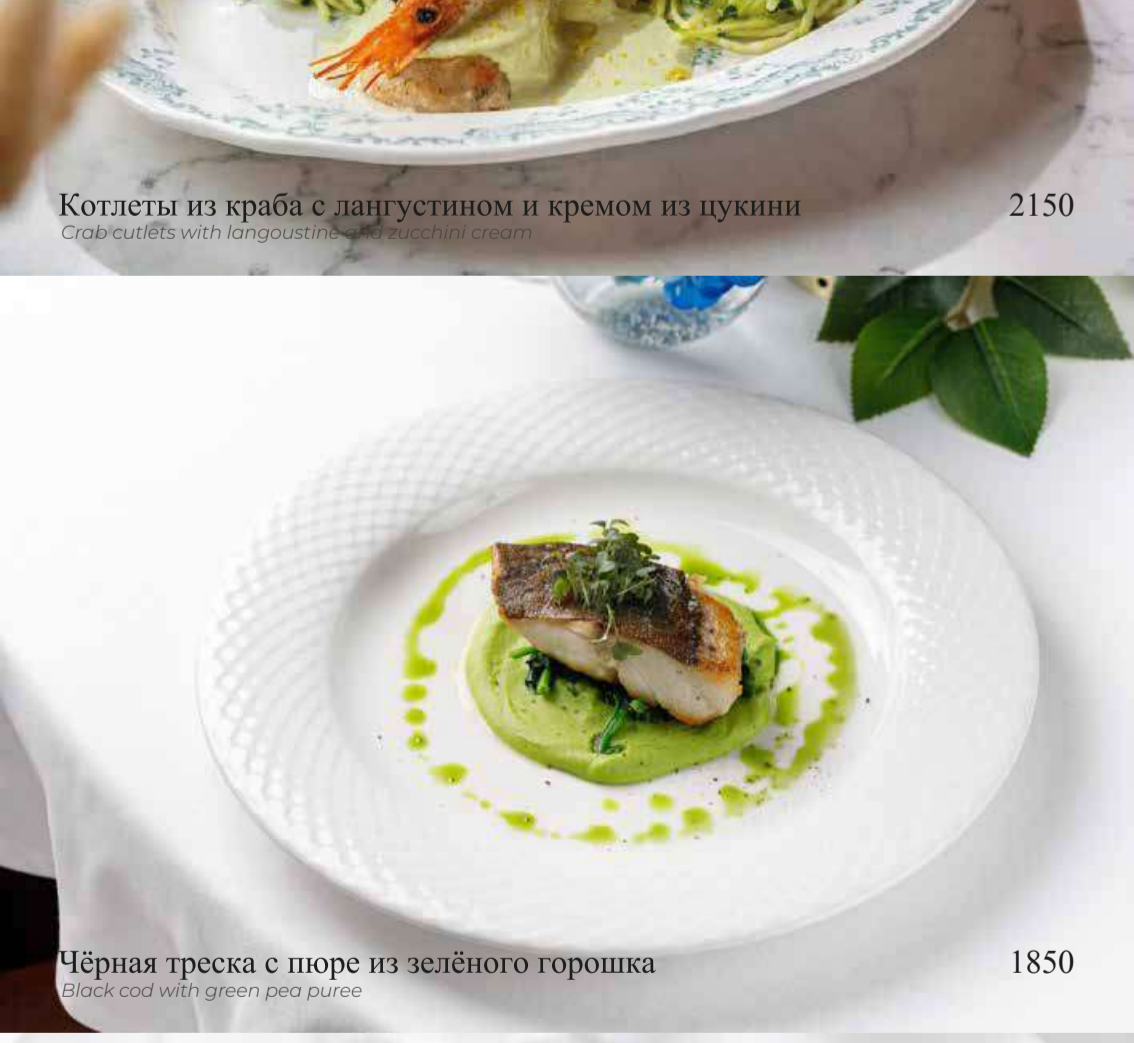 Котлеты из краба с лангустином и кремом из цукини 2150
Crab cutlets with langoustine and zucchini cream
Чёрная треска с пюре из зелёного горошка 1850
Black cod with green pea puree